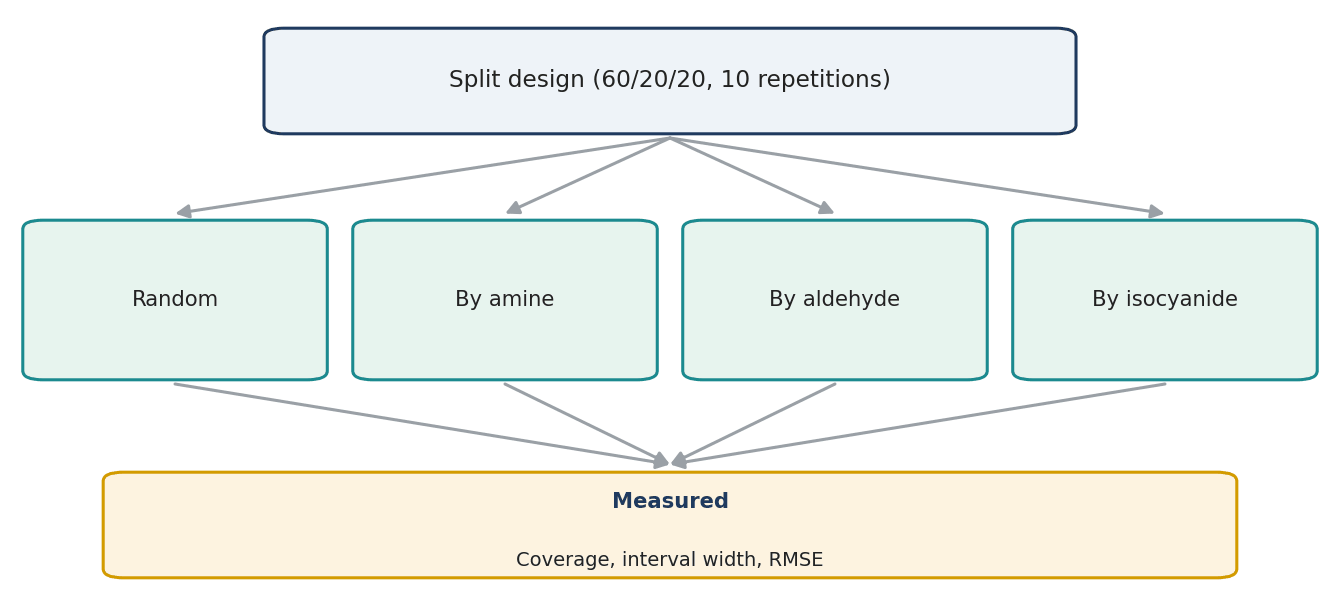 Split design (60/20/20, 10 repetitions)
Random
By amine
By aldehyde
By isocyanide
Measured
Coverage, interval width, RMSE